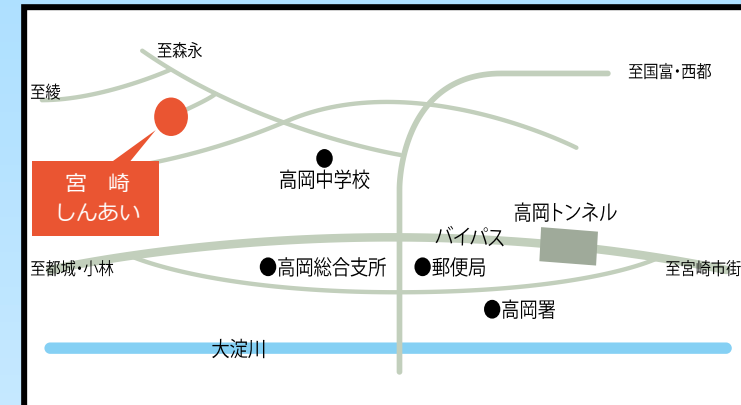 至森永
至国富・西都
至綾
高岡中学校
宮　崎
しんあい
高岡トンネル
バイパス
至都城・小林
高岡総合支所
郵便局
至宮崎市街
高岡署
大淀川